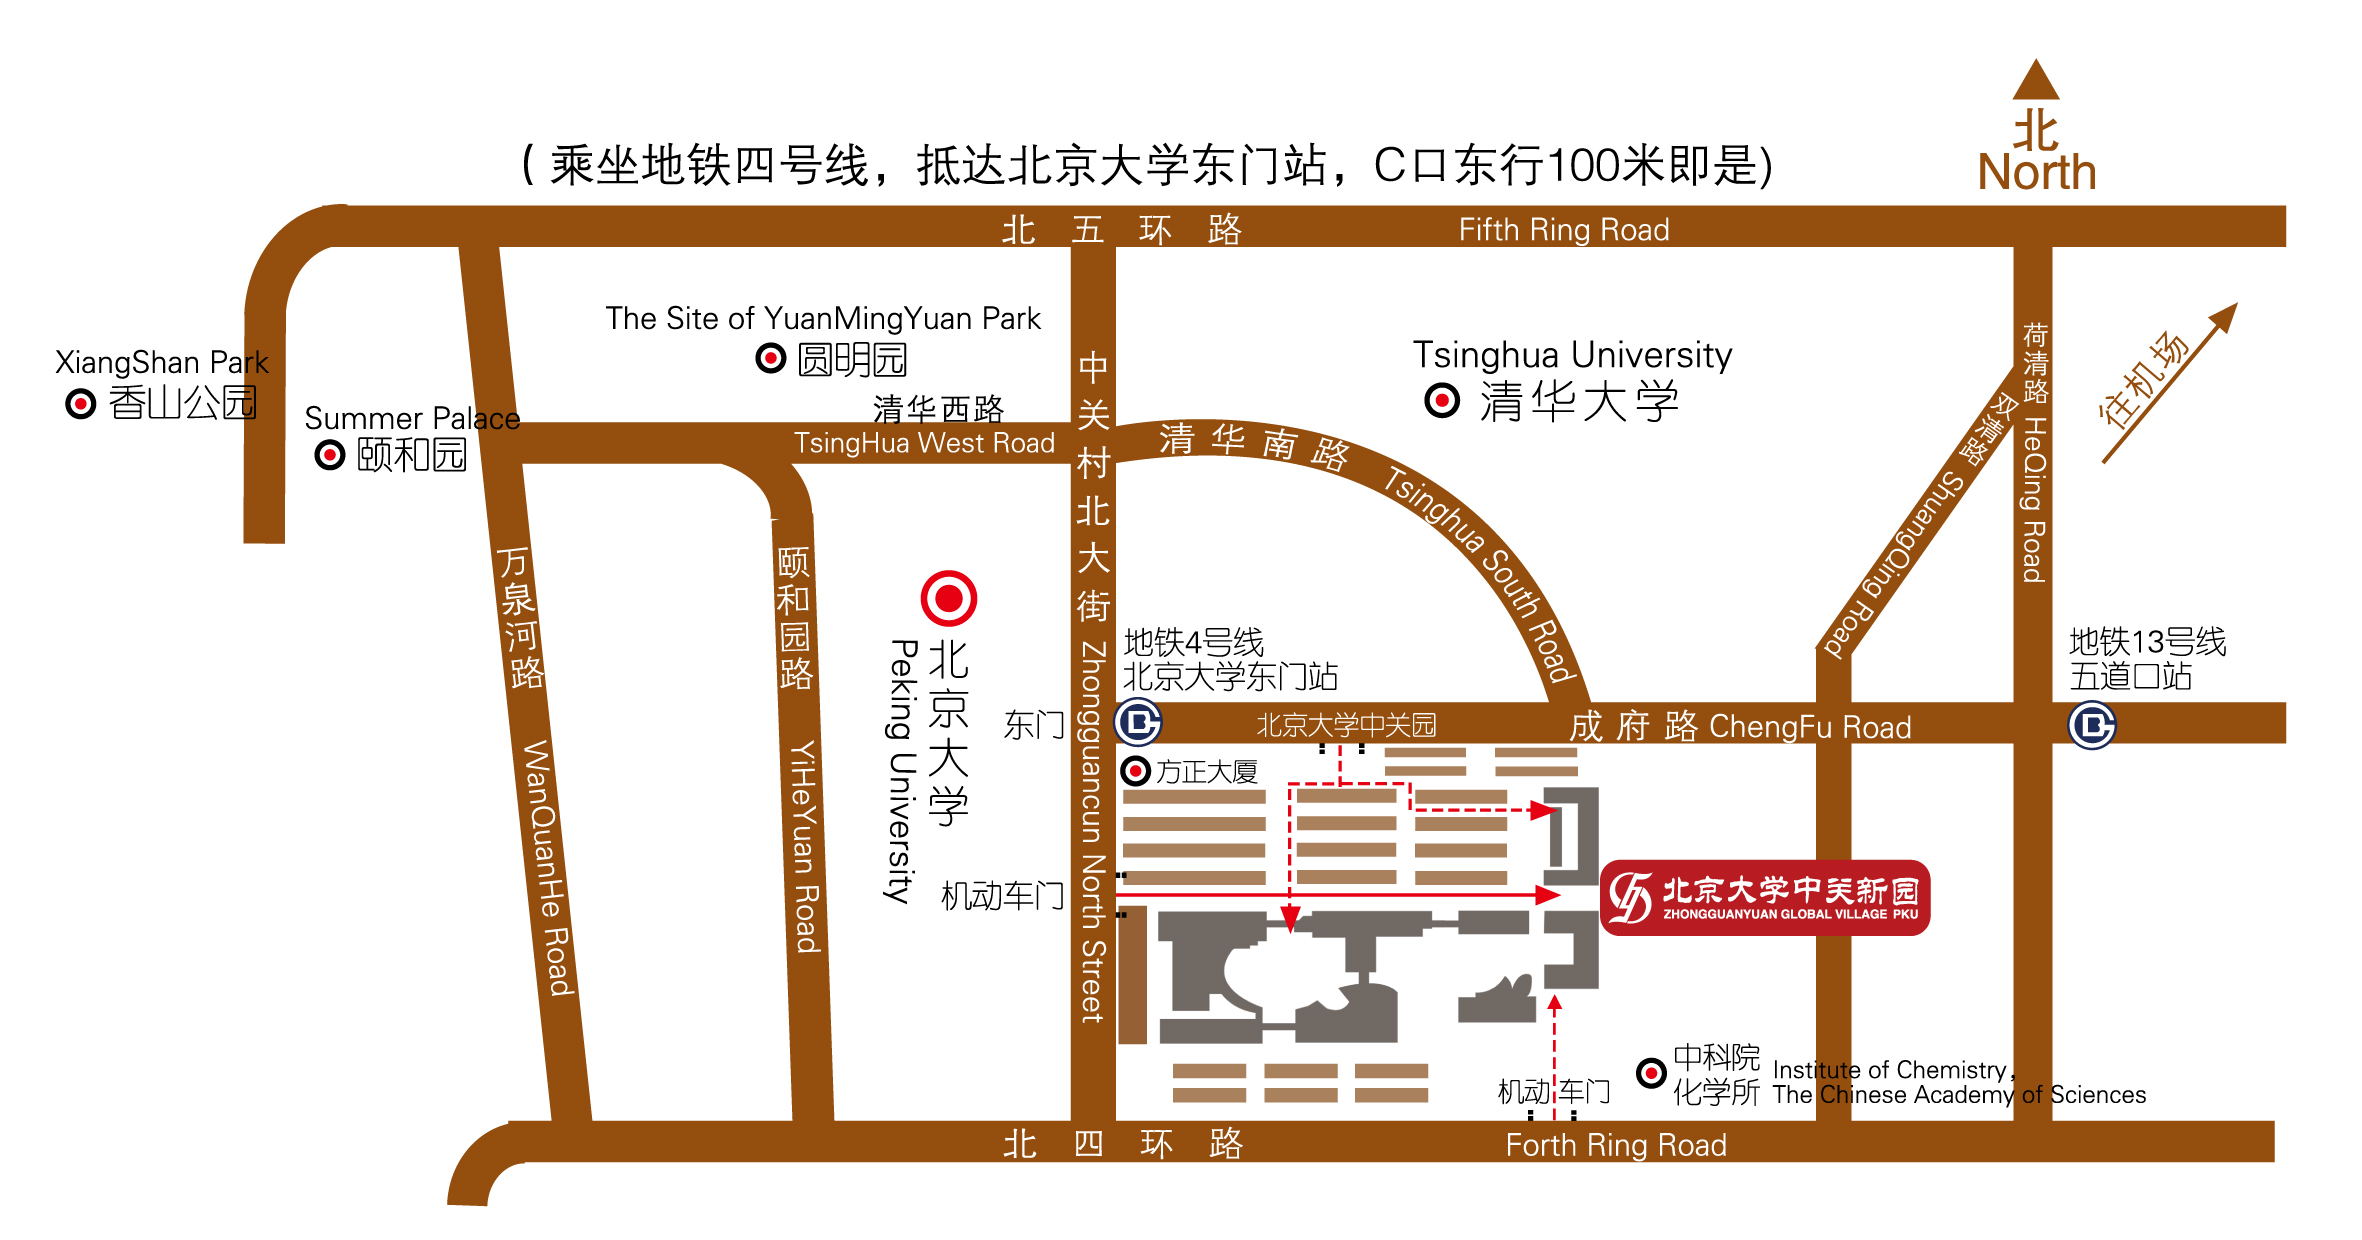 北
North
( 乘坐地铁四号线，抵达北京大学东门站，C口东行100米即是)
北 五 环 路
Fifth Ring Road
The Site of YuanMingYuan Park
圆明园
XiangShan Park
香山公园
Summer Palace
颐和园
清华西路
TsingHua West Road
Tsinghua University
清华大学
清华南路 Tsinghua South Road
中关村北大街 Zhongguancun North Street
荷清路 HeQing Road
双清路 ShuangQing Road
往机场
万泉河路 WanQuanHe Road
颐和园路 YiHeYuan Road
北京大学
Peking University
地铁4号线
北京大学东门站
地铁13号线
五道口站
东门
北京大学中关园
成府路 ChengFu Road
方正大厦
机动车门
北京大学中关新园
ZHONGGUANYUAN GLOBAL VILLAGE PKU
中科院
化学所
Institute of Chemistry,
The Chinese Academy of Sciences
机动 车门
北 四 环 路
Forth Ring Road